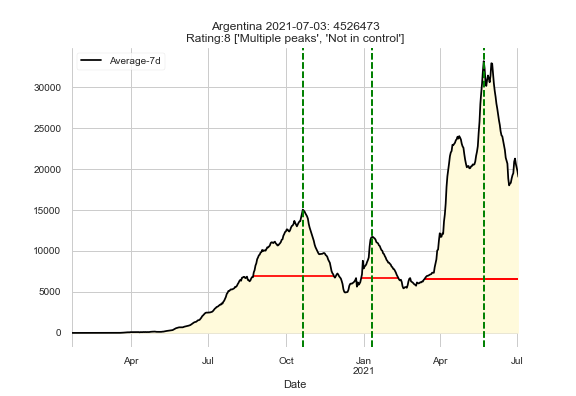 Argentina 2021-07-03: 4526473
Rating:8 ['Multiple peaks', 'Not in control']
Average-7d
30000
25000
20000
15000
10000
5000
0
Apr
Jul
Oct
Jan
2021
Apr
Jul
Date